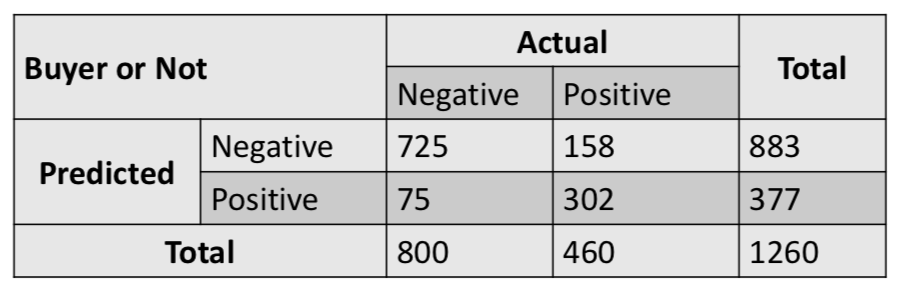 Buyer or Not Actual Total
Negative Positive
Predicted Negative 725 158 883
Positive 75 302 377
Total 800 460 1260